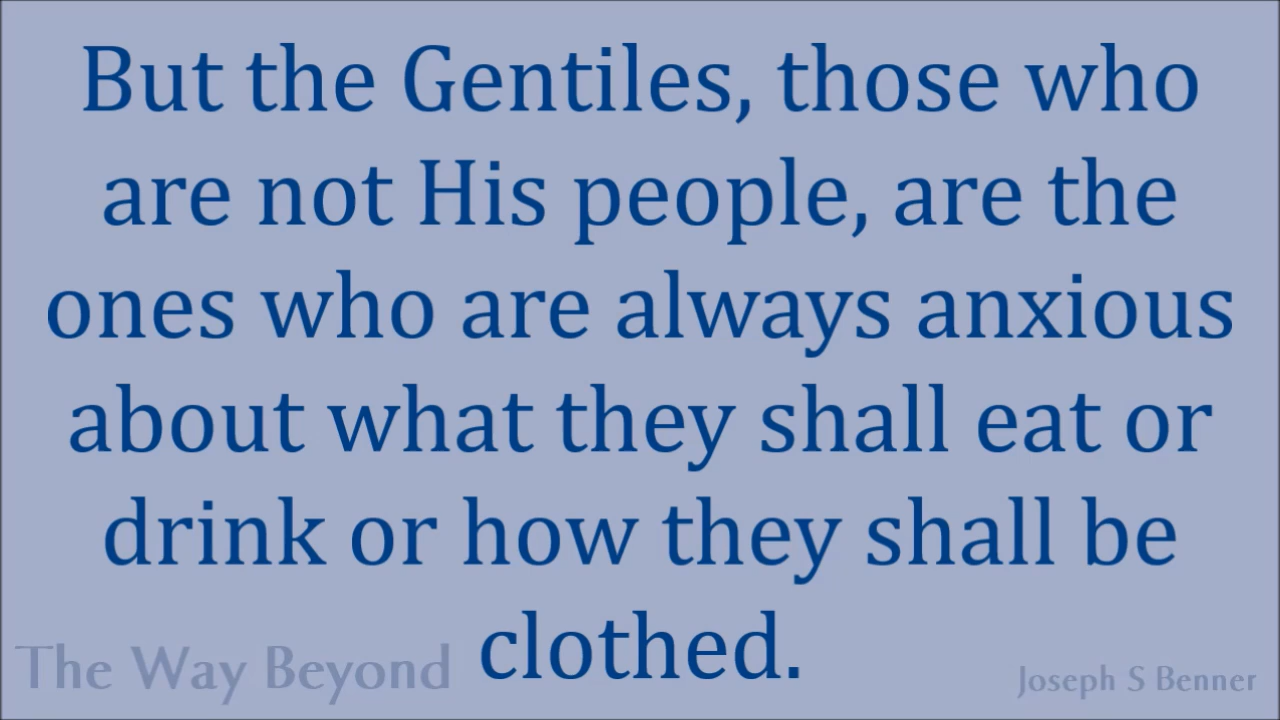 But the Gentiles, those who
are not His people, are the
ones who are always anxious
about what they shall eat or
drink or how they shall be
clothed.
The Way Beyond
Joseph S Benner